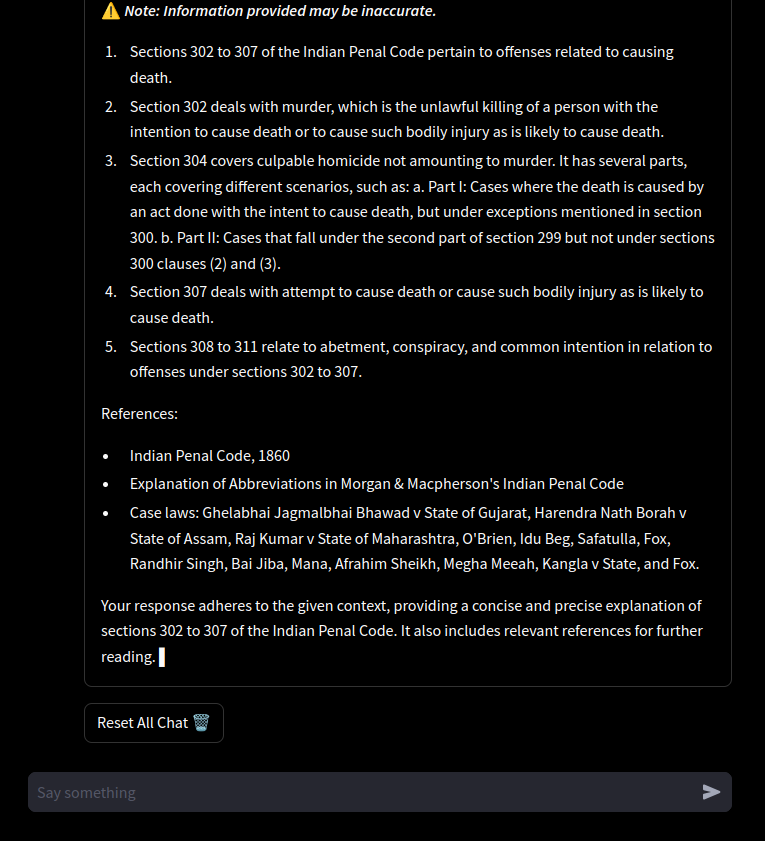 ⚠️ Note: Information provided may be inaccurate.
1. Sections 302 to 307 of the Indian Penal Code pertain to offenses related to causing
death.
2. Section 302 deals with murder, which is the unlawful killing of a person with the
intention to cause death or to cause such bodily injury as is likely to cause death.
3. Section 304 covers culpable homicide not amounting to murder. It has several parts,
each covering different scenarios, such as: a. Part I: Cases where the death is caused by
an act done with the intent to cause death, but under exceptions mentioned in section
300. b. Part II: Cases that fall under the second part of section 299 but not under sections
300 clauses (2) and (3).
4. Section 307 deals with attempt to cause death or cause such bodily injury as is likely to
cause death.
5. Sections 308 to 311 relate to abetment, conspiracy, and common intention in relation to
offenses under sections 302 to 307.
References:
• Indian Penal Code, 1860
• Explanation of Abbreviations in Morgan & Macpherson's Indian Penal Code
• Case laws: Ghelabhai Jagmalbhai Bhawad v State of Gujarat, Harendra Nath Borah v
State of Assam, Raj Kumar v State of Maharashtra, O'Brien, Idu Beg, Safatulla, Fox,
Randhir Singh, Bai Jiba, Mana, Afrahim Sheikh, Megha Meeah, Kangla v State, and Fox.
Your response adheres to the given context, providing a concise and precise explanation of
sections 302 to 307 of the Indian Penal Code. It also includes relevant references for further
reading.
Reset All Chat 🗑️
Say something